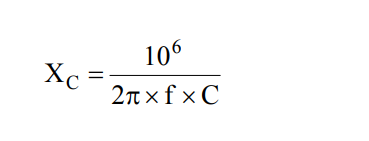 X_C = 10^6 / (2π × f × C)